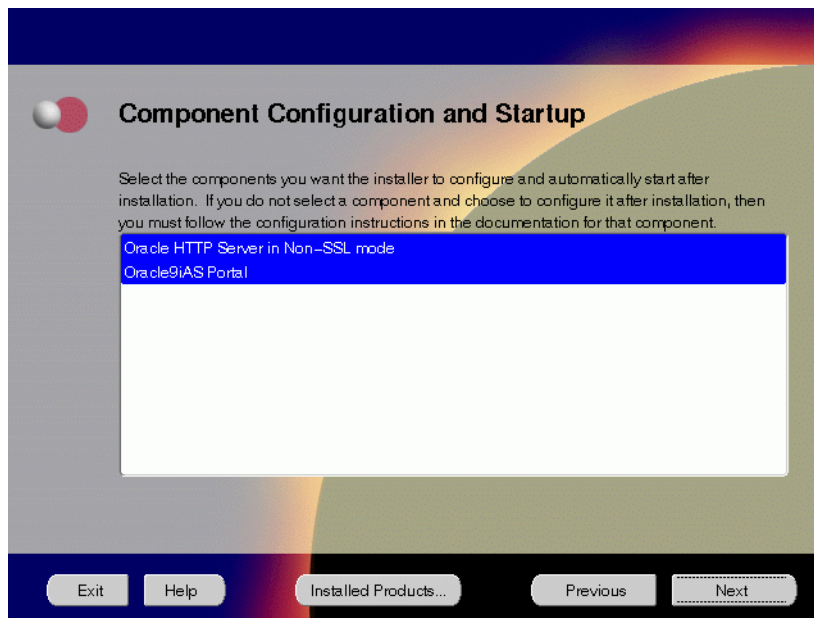 Component Configuration and Startup
Select the components you want the installer to configure and automatically start after
installation. If you do not select a component and choose to configure it after installation, then
you must follow the configuration instructions in the documentation for that component.
Oracle HTTP Server in Non-SSL mode
Oracle9iAS Portal
Exit
Help
Installed Products...
Previous
Next